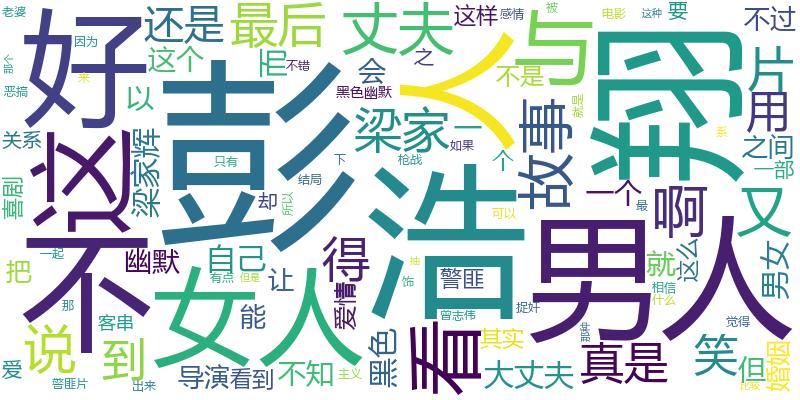 老婆
因为
还是
最后
丈夫
这样
感情
被
电影
这种
要
不过
好
那个
来
这个
而
不错
会
之
不是
与
翔
片
恶搞
以
彭
黑色幽默
人
就是
用
关系
这
梁家辉
梁家
一
如果
故事
系
之间
喜剧
只有
下
枪战
个
一部
结局
却
所以
浩
可以
一个
最
啊
又
不
男人
一起
幽默
自己
得
抽
就
这么
男女
把
女人
有点
但是
让
警匪
饰
相信
什么
那
爱情
曾志伟
捉奸
能
客串
觉得
说
到
黑色
看
其实
真是
笑
但
婚姻
爱
警匪片
出来
导演
看到
不知
主义
大丈夫
比较